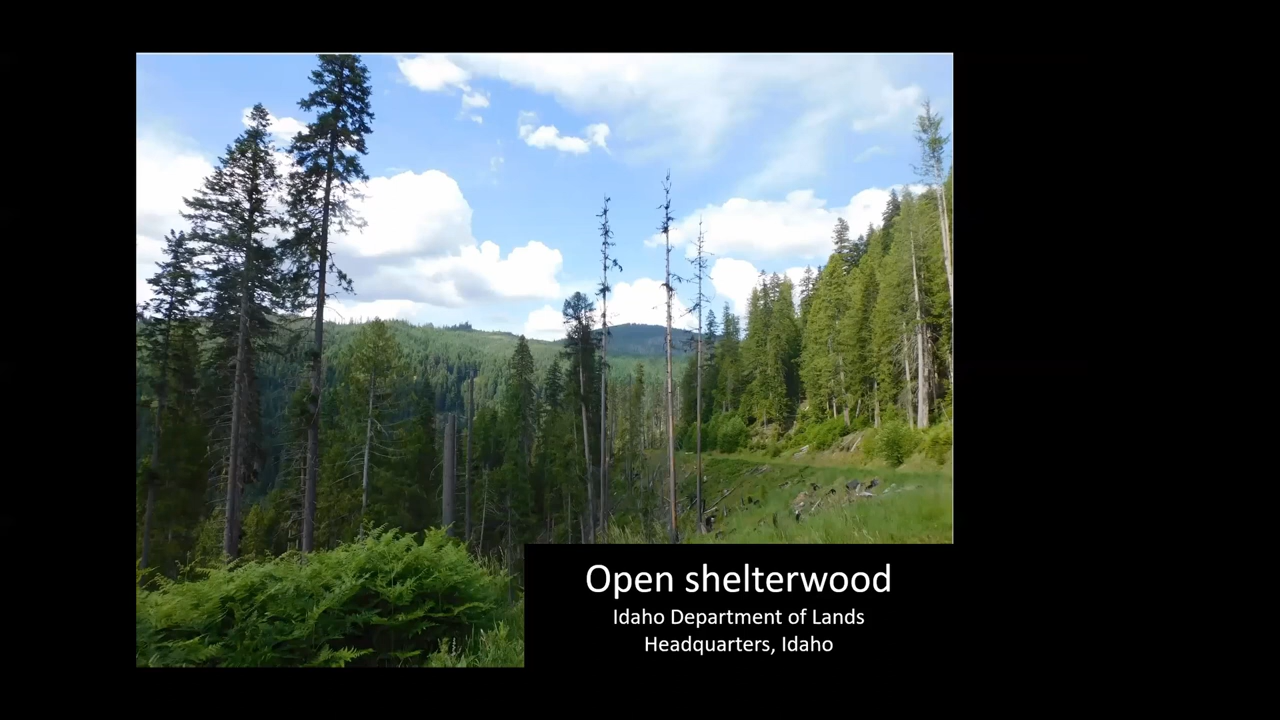 Open shelterwood
Idaho Department of Lands
Headquarters, Idaho